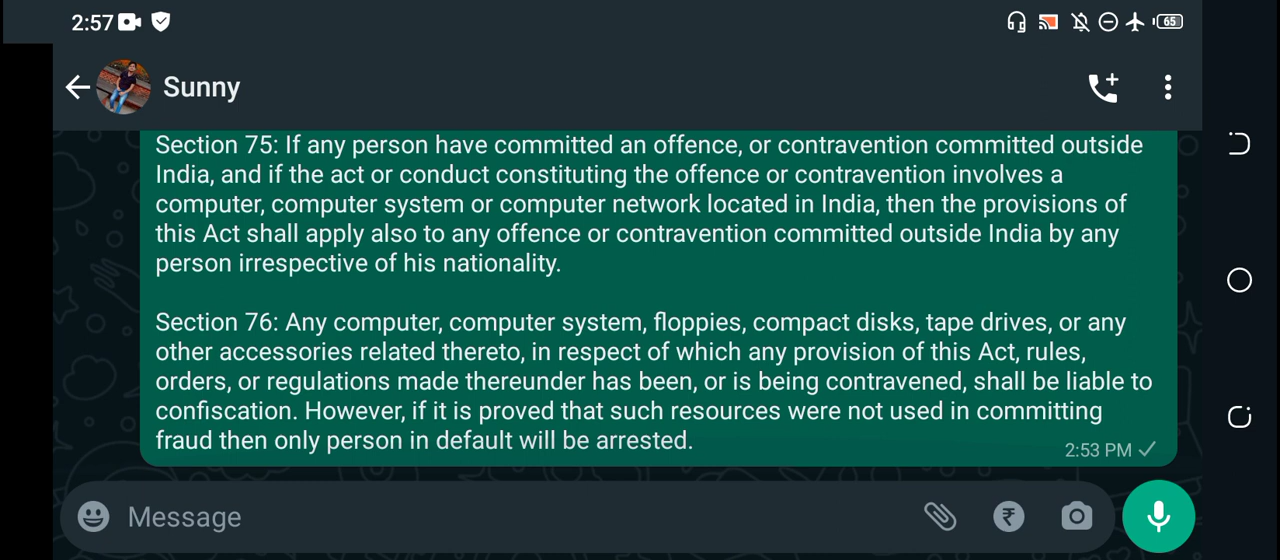 2:57
65
Sunny
Section 75: If any person have committed an offence, or contravention committed outside
India, and if the act or conduct constituting the offence or contravention involves a
computer, computer system or computer network located in India, then the provisions of
this Act shall apply also to any offence or contravention committed outside India by any
person irrespective of his nationality.
Section 76: Any computer, computer system, floppies, compact disks, tape drives, or any
other accessories related thereto, in respect of which any provision of this Act, rules,
orders, or regulations made thereunder has been, or is being contravened, shall be liable to
confiscation. However, if it is proved that such resources were not used in committing
fraud then only person in default will be arrested.
2:53 PM
Message